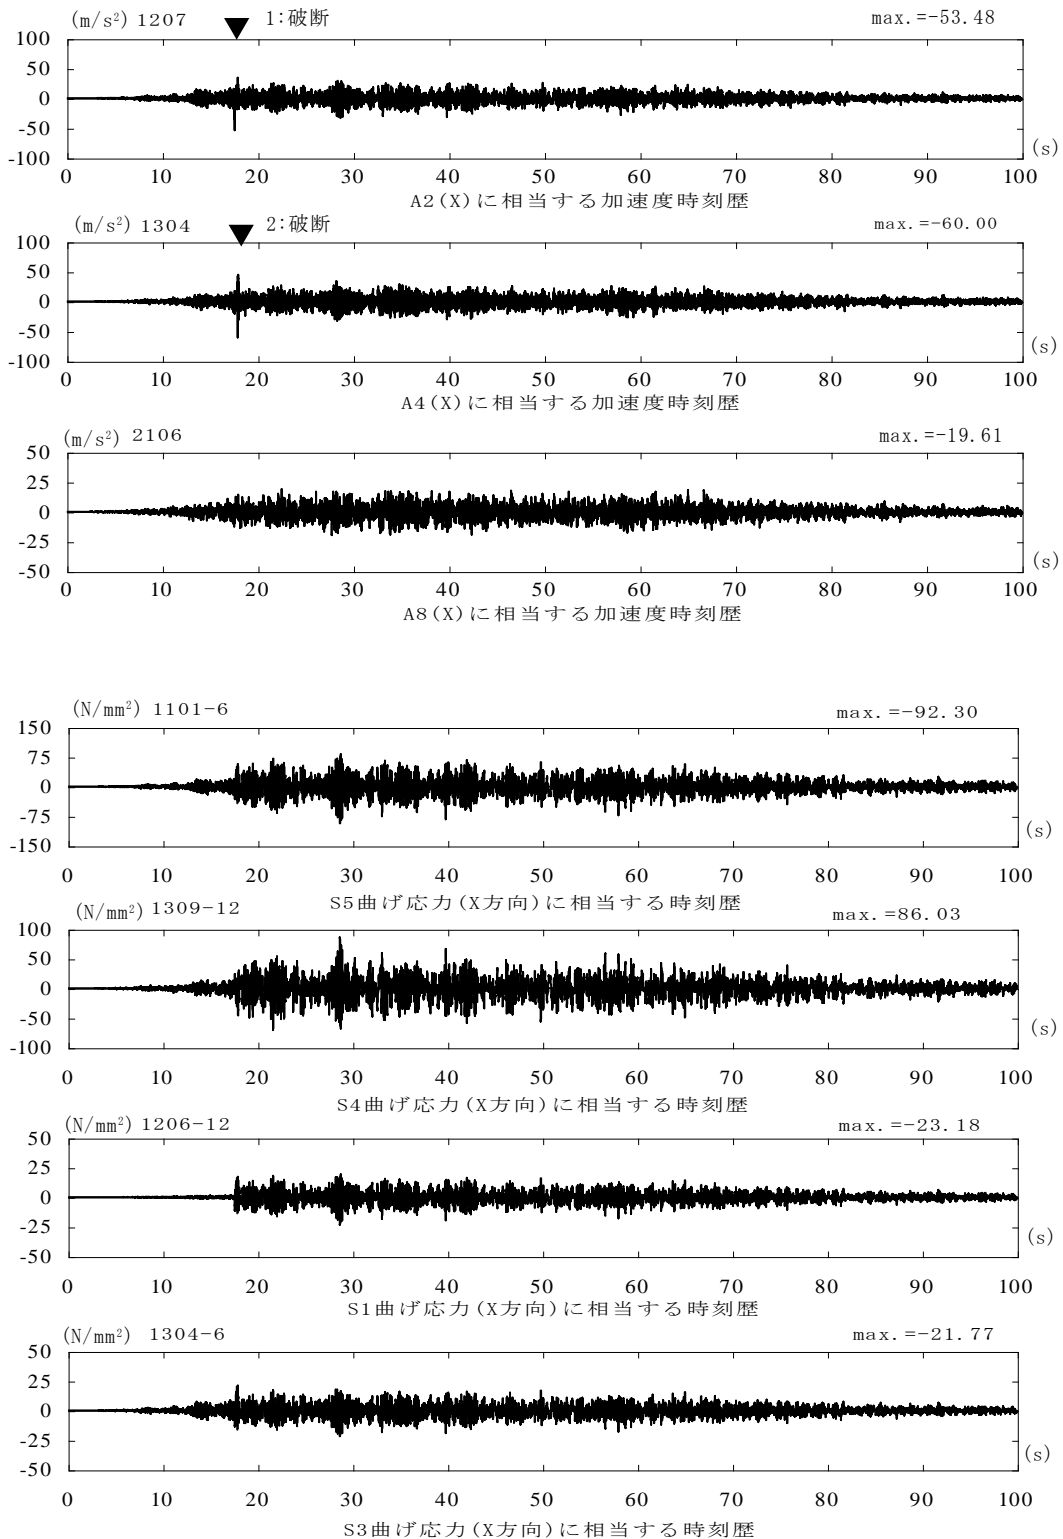 (m/s²) 1207 1:破断 max.=-53.48
100
50
0
-50
-100
(s)
0 10 20 30 40 50 60 70 80 90 100
A2(X)に相当する加速度時刻歴
(m/s²) 1304 2:破断 max.=-60.00
100
50
0
-50
-100
(s)
0 10 20 30 40 50 60 70 80 90 100
A4(X)に相当する加速度時刻歴
(m/s²) 2106 max.=-19.61
50
25
0
-25
-50
(s)
0 10 20 30 40 50 60 70 80 90 100
A8(X)に相当する加速度時刻歴
(N/mm²) 1101-6 max.=-92.30
150
75
0
-75
-150
(s)
0 10 20 30 40 50 60 70 80 90 100
S5曲げ応力(X方向)に相当する時刻歴
(N/mm²) 1309-12 max.=86.03
100
50
0
-50
-100
(s)
0 10 20 30 40 50 60 70 80 90 100
S4曲げ応力(X方向)に相当する時刻歴
(N/mm²) 1206-12 max.=-23.18
50
25
0
-25
-50
(s)
0 10 20 30 40 50 60 70 80 90 100
S1曲げ応力(X方向)に相当する時刻歴
(N/mm²) 1304-6 max.=-21.77
50
25
0
-25
-50
(s)
0 10 20 30 40 50 60 70 80 90 100
S3曲げ応力(X方向)に相当する時刻歴